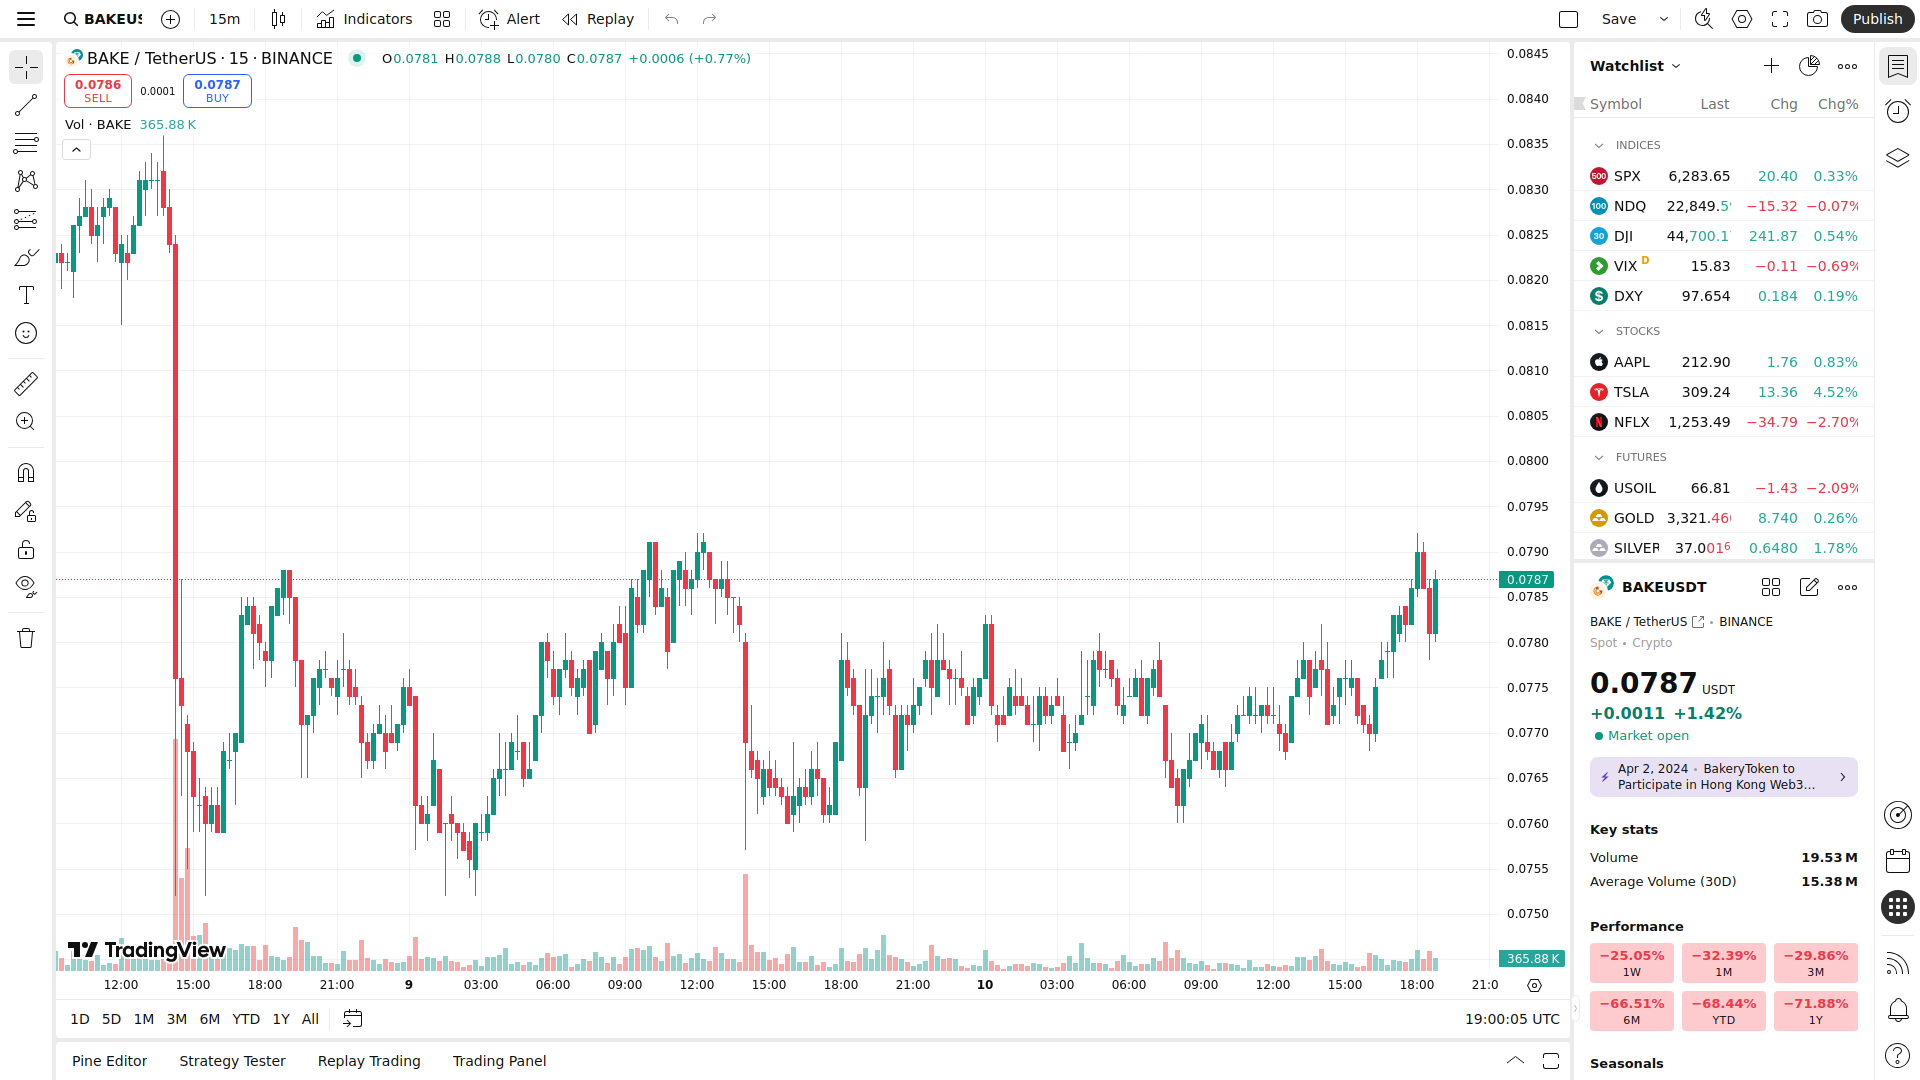 BAKEUS
15m
Indicators
Alert
Replay
Save
Publish
BAKE / TetherUS · 15 · BINANCE
O0.0781 H0.0788 L0.0780 C0.0787 +0.0006 (+0.77%)
0.0786
SELL
0.0001
0.0787
BUY
Vol · BAKE 365.88 K
0.0845
0.0840
0.0835
0.0830
0.0825
0.0820
0.0815
0.0810
0.0805
0.0800
0.0795
0.0790
0.0787
0.0785
0.0780
0.0775
0.0770
0.0765
0.0760
0.0755
0.0750
365.88 K
TradingView
12:00 15:00 18:00 21:00 9 03:00 06:00 09:00 12:00 15:00 18:00 21:00 10 03:00 06:00 09:00 12:00 15:00 18:00 21:0
1D 5D 1M 3M 6M YTD 1Y All
19:00:05 UTC
Pine Editor Strategy Tester Replay Trading Trading Panel
Watchlist
Symbol Last Chg Chg%
INDICES
500 SPX 6,283.65 20.40 0.33%
100 NDQ 22,849.5 −15.32 −0.07%
30 DJI 44,700.1 241.87 0.54%
VIX D 15.83 −0.11 −0.69%
DXY 97.654 0.184 0.19%
STOCKS
AAPL 212.90 1.76 0.83%
TSLA 309.24 13.36 4.52%
NFLX 1,253.49 −34.79 −2.70%
FUTURES
USOIL 66.81 −1.43 −2.09%
GOLD 3,321.46 8.740 0.26%
SILVER 37.0016 0.6480 1.78%
BAKEUSDT
BAKE / TetherUS • BINANCE
Spot • Crypto
0.0787 USDT
+0.0011 +1.42%
Market open
Apr 2, 2024 • BakeryToken to
Participate in Hong Kong Web3...
Key stats
Volume 19.53 M
Average Volume (30D) 15.38 M
Performance
−25.05% −32.39% −29.86%
1W 1M 3M
−66.51% −68.44% −71.88%
6M YTD 1Y
Seasonals